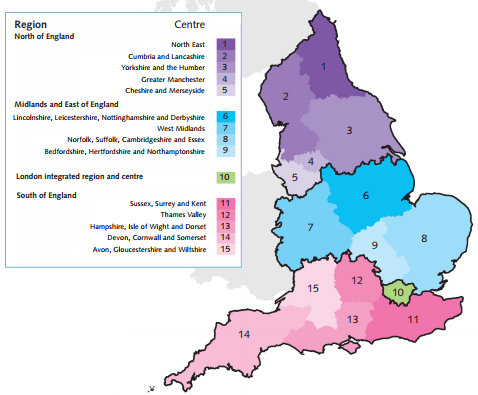 Region Centre
North of England
North East 1
Cumbria and Lancashire 2
Yorkshire and the Humber 3
Greater Manchester 4
Cheshire and Merseyside 5
Midlands and East of England
Lincolnshire, Leicestershire, Nottinghamshire and Derbyshire 6
West Midlands 7
Norfolk, Suffolk, Cambridgeshire and Essex 8
Bedfordshire, Hertfordshire and Northamptonshire 9
London integrated region and centre 10
South of England
Sussex, Surrey and Kent 11
Thames Valley 12
Hampshire, Isle of Wight and Dorset 13
Devon, Cornwall and Somerset 14
Avon, Gloucestershire and Wiltshire 15
1
2
3
4
5
6
7
8
9
10
11
12
13
14
15